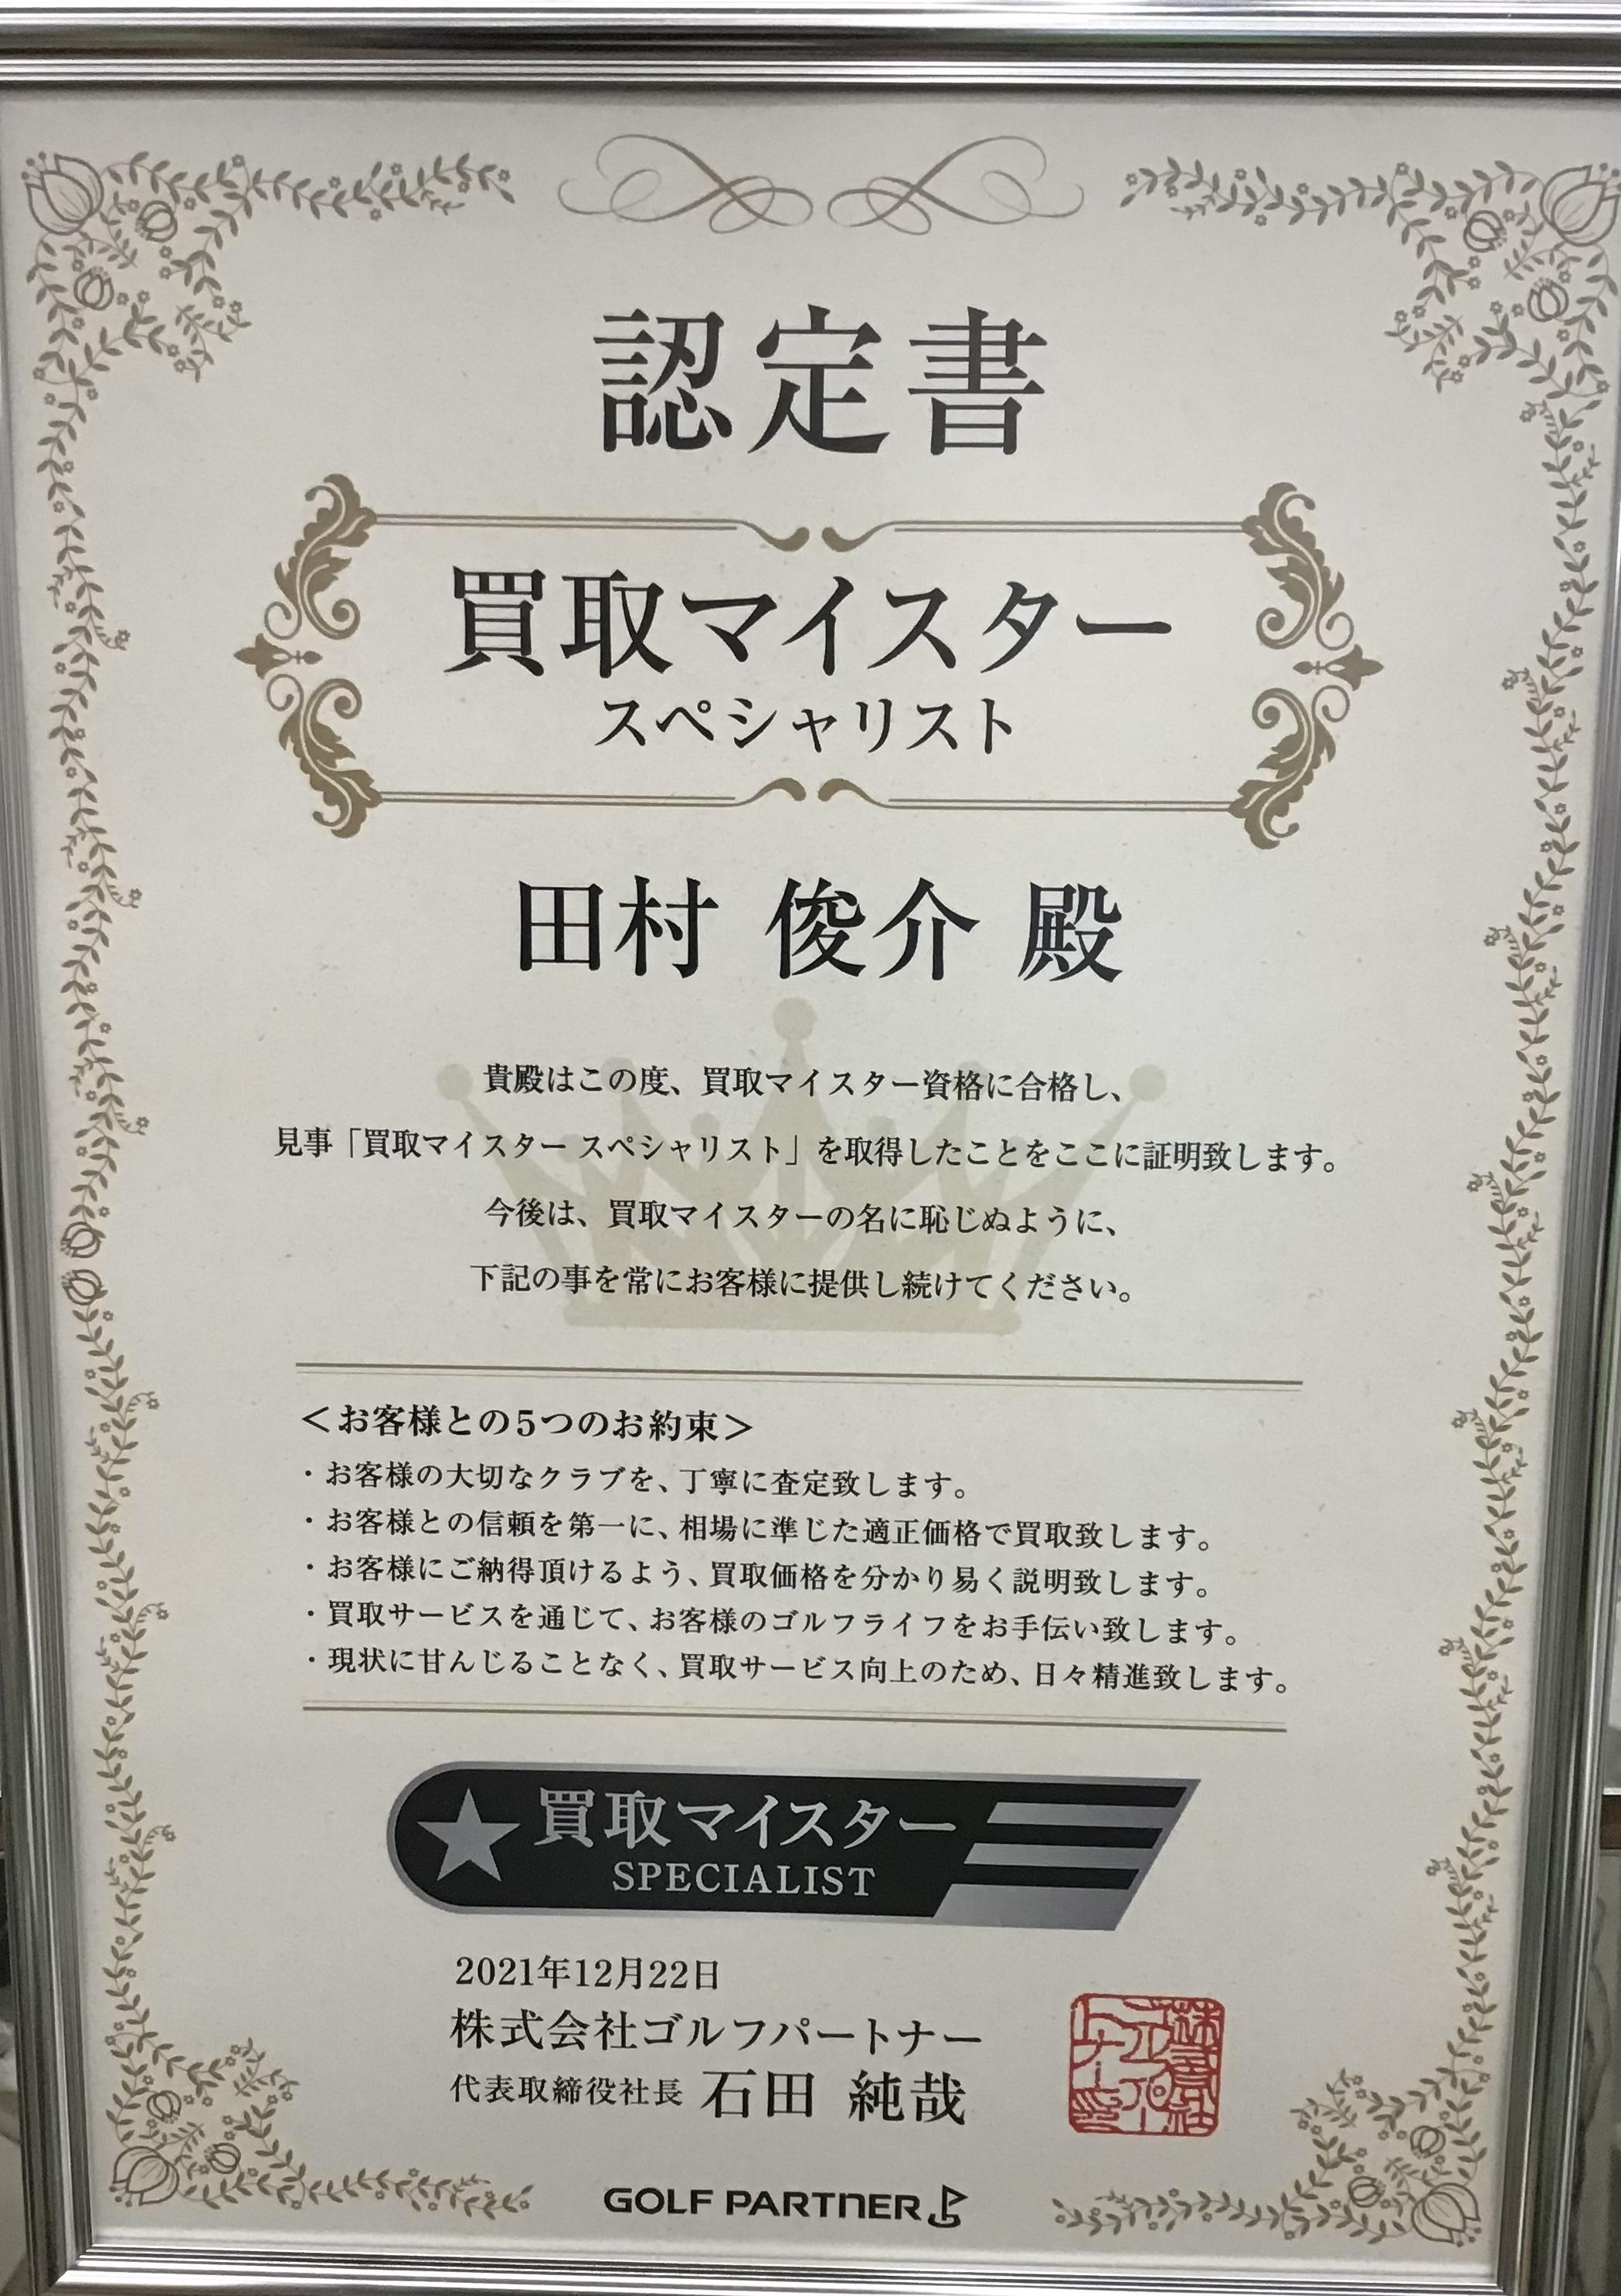 認定書
買取マイスター
スペシャリスト
田村 俊介 殿
貴殿はこの度、買取マイスター資格に合格し、
見事「買取マイスター スペシャリスト」を取得したことをここに証明致します。
今後は、買取マイスターの名に恥じぬように、
下記の事を常にお客様に提供し続けてください。
＜お客様との5つのお約束＞
・お客様の大切なクラブを、丁寧に査定致します。
・お客様との信頼を第一に、相場に準じた適正価格で買取致します。
・お客様にご納得頂けるよう、買取価格を分かり易く説明致します。
・買取サービスを通じて、お客様のゴルフライフをお手伝い致します。
・現状に甘んじることなく、買取サービス向上のため、日々精進致します。
買取マイスター
SPECIALIST
2021年12月22日
株式会社ゴルフパートナー
代表取締役社長 石田 純哉
GOLF PARTNER